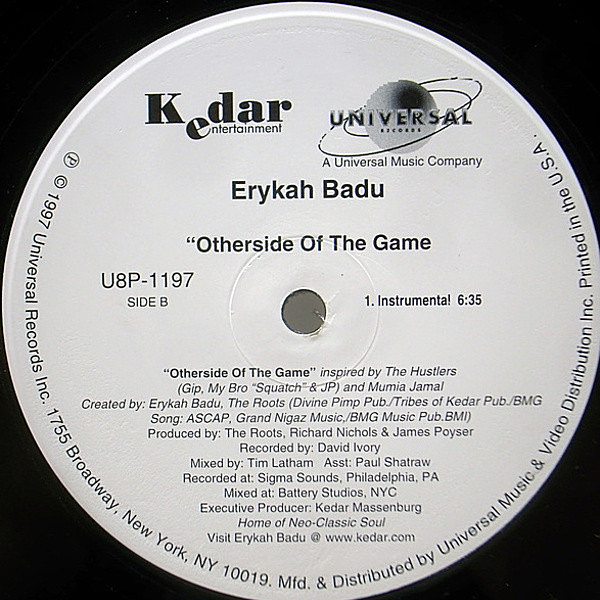 Kedar
entertainment
UNIVERSAL
RECORDS
A Universal Music Company
Erykah Badu
“Otherside Of The Game
U8P-1197
SIDE B
1. Instrumental 6:35
“Otherside Of The Game” inspired by The Hustlers
(Gip, My Bro “Squatch” & JP) and Mumia Jamal
Created by: Erykah Badu, The Roots (Divine Pimp Pub./Tribes of Kedar Pub./BMG
Song: ASCAP, Grand Nigaz Music,/BMG Music Pub.BMI)
Produced by: The Roots, Richard Nichols & James Poyser
Recorded by: David Ivory
Mixed by: Tim Latham Asst: Paul Shatraw
Recorded at: Sigma Sounds, Philadelphia, PA
Mixed at: Battery Studios, NYC
Executive Producer: Kedar Massenburg
Home of Neo-Classic Soul
Visit Erykah Badu @ www.kedar.com
℗ © 1997 Universal Records Inc. 1755 Broadway, New York, NY 10019. Mfd. & Distributed by Universal Music & Video Distribution Inc. Printed in the U.S.A.